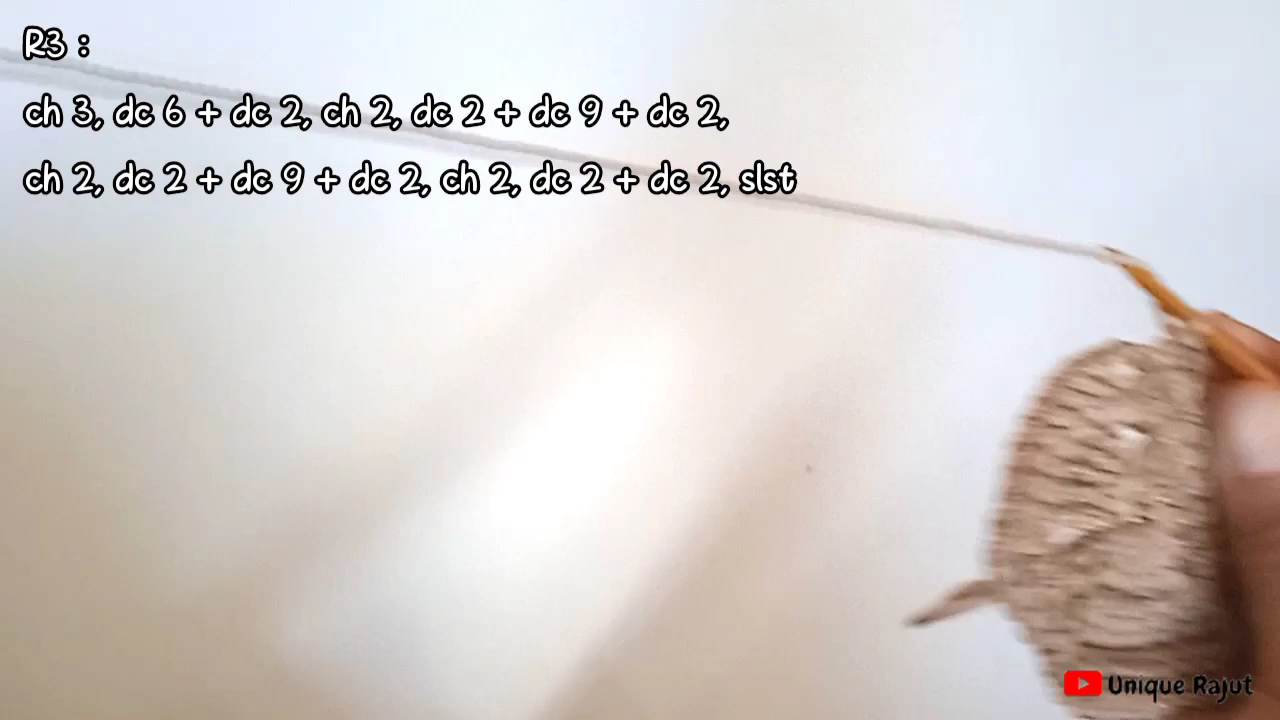 R3 :
ch 3, dc 6 + dc 2, ch 2, dc 2 + dc 9 + dc 2,
ch 2, dc 2 + dc 9 + dc 2, ch 2, dc 2 + dc 2, slst
Unique Rajut